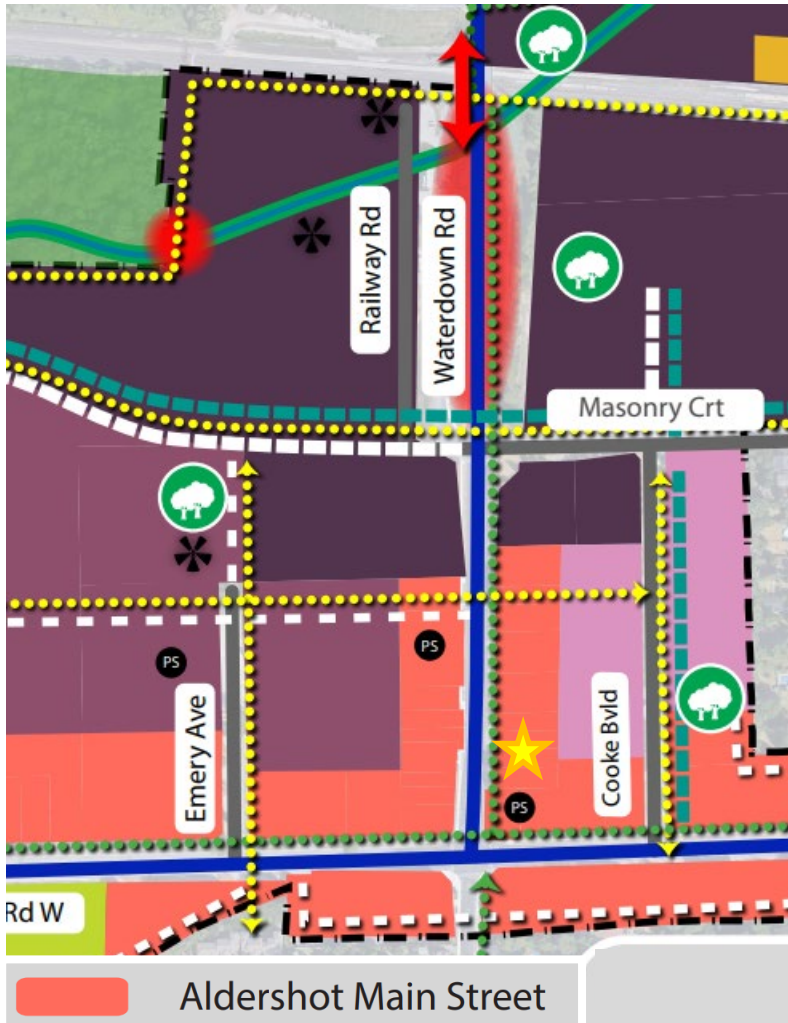 Railway Rd
Waterdown Rd
Masonry Crt
PS
PS
Emery Ave
Cooke Bvld
PS
Rd W
Aldershot Main Street